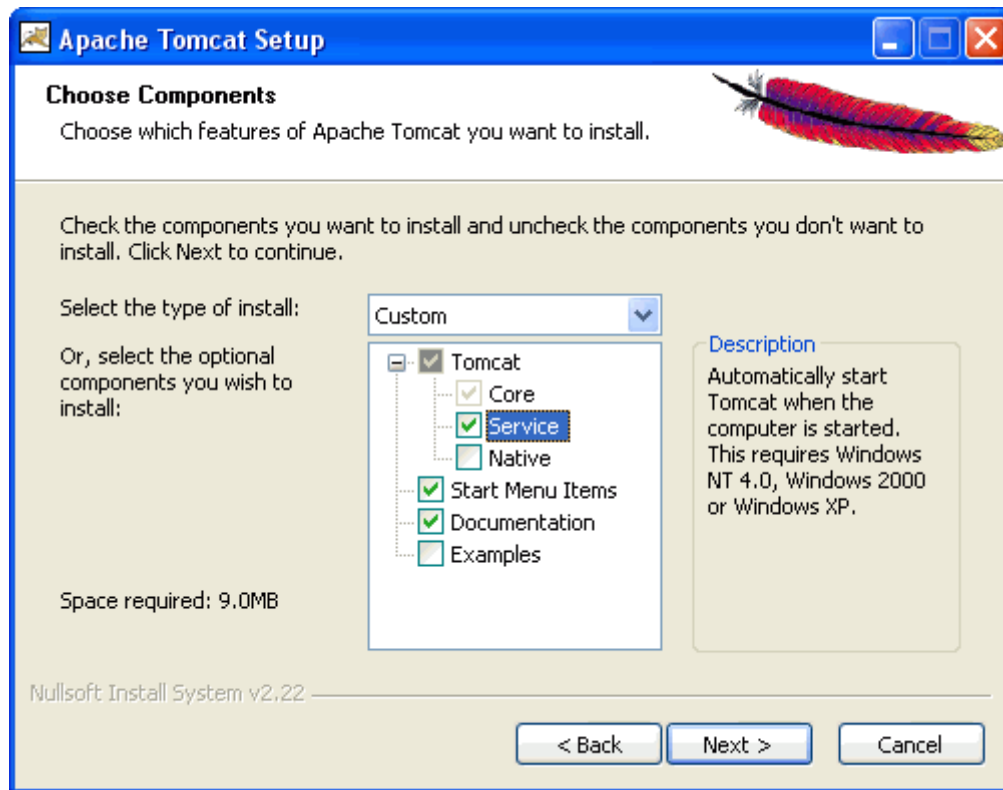 Apache Tomcat Setup
Choose Components
Choose which features of Apache Tomcat you want to install.
Check the components you want to install and uncheck the components you don't want to
install. Click Next to continue.
Select the type of install:
Custom
Or, select the optional
components you wish to
install:
Tomcat
Core
Service
Native
Start Menu Items
Documentation
Examples
Description
Automatically start
Tomcat when the
computer is started.
This requires Windows
NT 4.0, Windows 2000
or Windows XP.
Space required: 9.0MB
Nullsoft Install System v2.22
< Back
Next >
Cancel